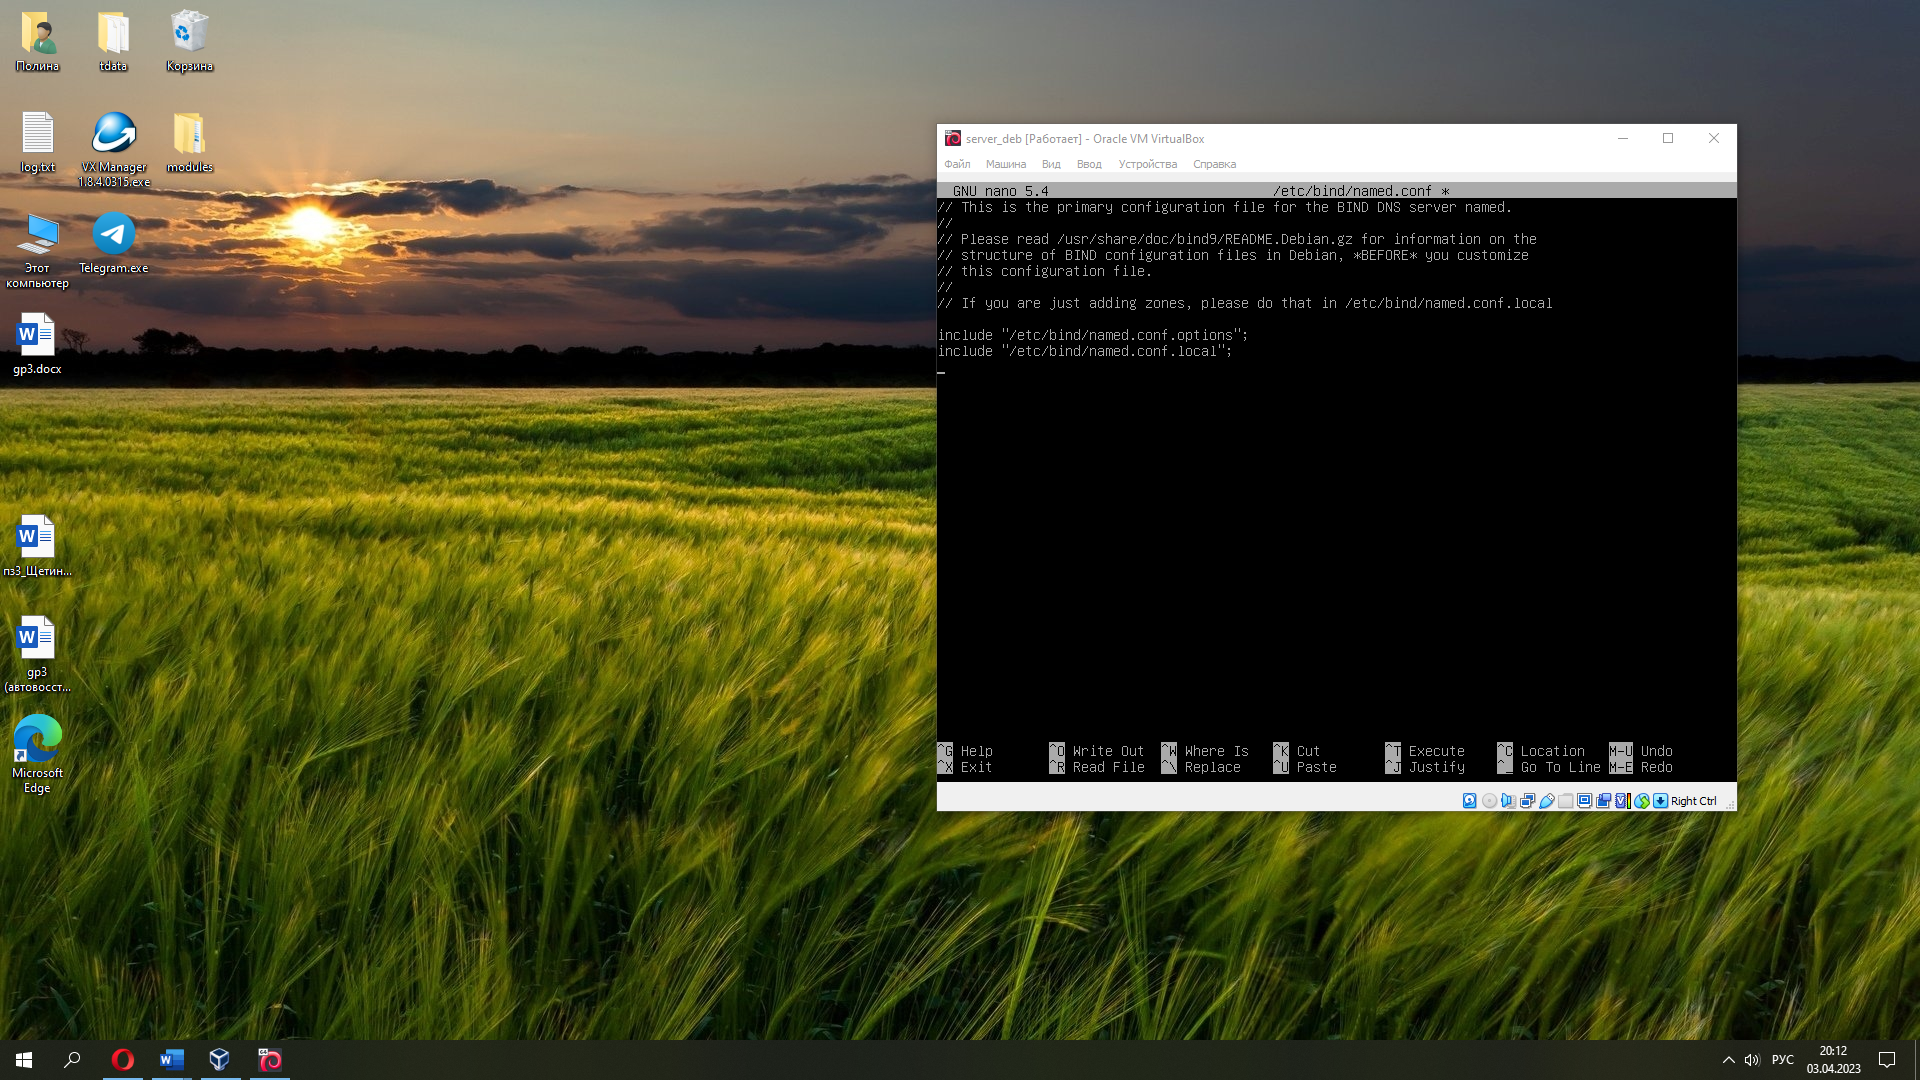 Полина
tdata
Корзина
log.txt
VX Manager
1.8.4.0315.exe
modules
Этот
компьютер
Telegram.exe
gp3.docx
пз3_Щетин...
gp3
(автовосст...
Microsoft
Edge
server_deb [Работает] - Oracle VM VirtualBox
Файл Машина Вид Ввод Устройства Справка
GNU nano 5.4 /etc/bind/named.conf *
// This is the primary configuration file for the BIND DNS server named.
//
// Please read /usr/share/doc/bind9/README.Debian.gz for information on the
// structure of BIND configuration files in Debian, *BEFORE* you customize
// this configuration file.
//
// If you are just adding zones, please do that in /etc/bind/named.conf.local
include "/etc/bind/named.conf.options";
include "/etc/bind/named.conf.local";
^G Help ^O Write Out ^W Where Is ^K Cut ^T Execute ^C Location M-U Undo
^X Exit ^R Read File ^\ Replace ^U Paste ^J Justify ^_ Go To Line M-E Redo
Right Ctrl
РУС
20:12
03.04.2023